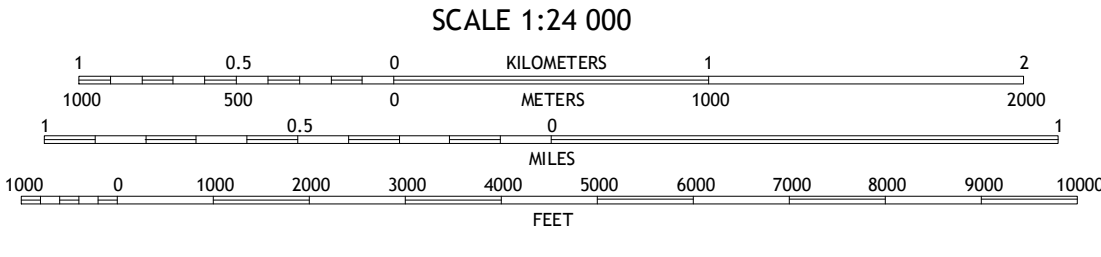 SCALE 1:24 000
1 0.5 0 KILOMETERS 1 2
1000 500 0 METERS 1000 2000
1 0.5 0 1
MILES
1000 0 1000 2000 3000 4000 5000 6000 7000 8000 9000 10000
FEET